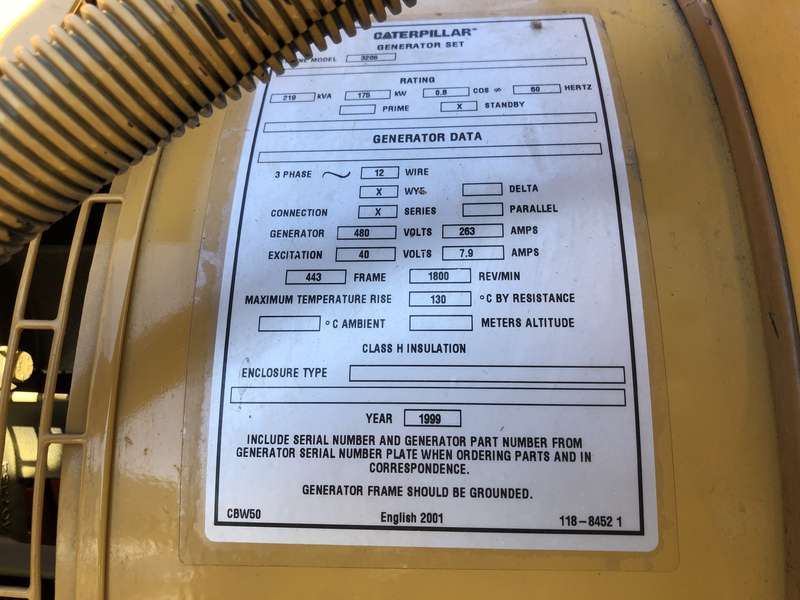 CATERPILLAR
GENERATOR SET
MODEL 3208
RATING
219 kVA 175 kW 0.8 COS 60 HERTZ
PRIME X STANDBY
GENERATOR DATA
3 PHASE 12 WIRE
X WYE DELTA
CONNECTION X SERIES PARALLEL
GENERATOR 480 VOLTS 263 AMPS
EXCITATION 40 VOLTS 7.9 AMPS
443 FRAME 1800 REV/MIN
MAXIMUM TEMPERATURE RISE 130 °C BY RESISTANCE
°C AMBIENT METERS ALTITUDE
CLASS H INSULATION
ENCLOSURE TYPE
YEAR 1999
INCLUDE SERIAL NUMBER AND GENERATOR PART NUMBER FROM
GENERATOR SERIAL NUMBER PLATE WHEN ORDERING PARTS AND IN
CORRESPONDENCE.
GENERATOR FRAME SHOULD BE GROUNDED.
CBW50 English 2001 118-8452 1